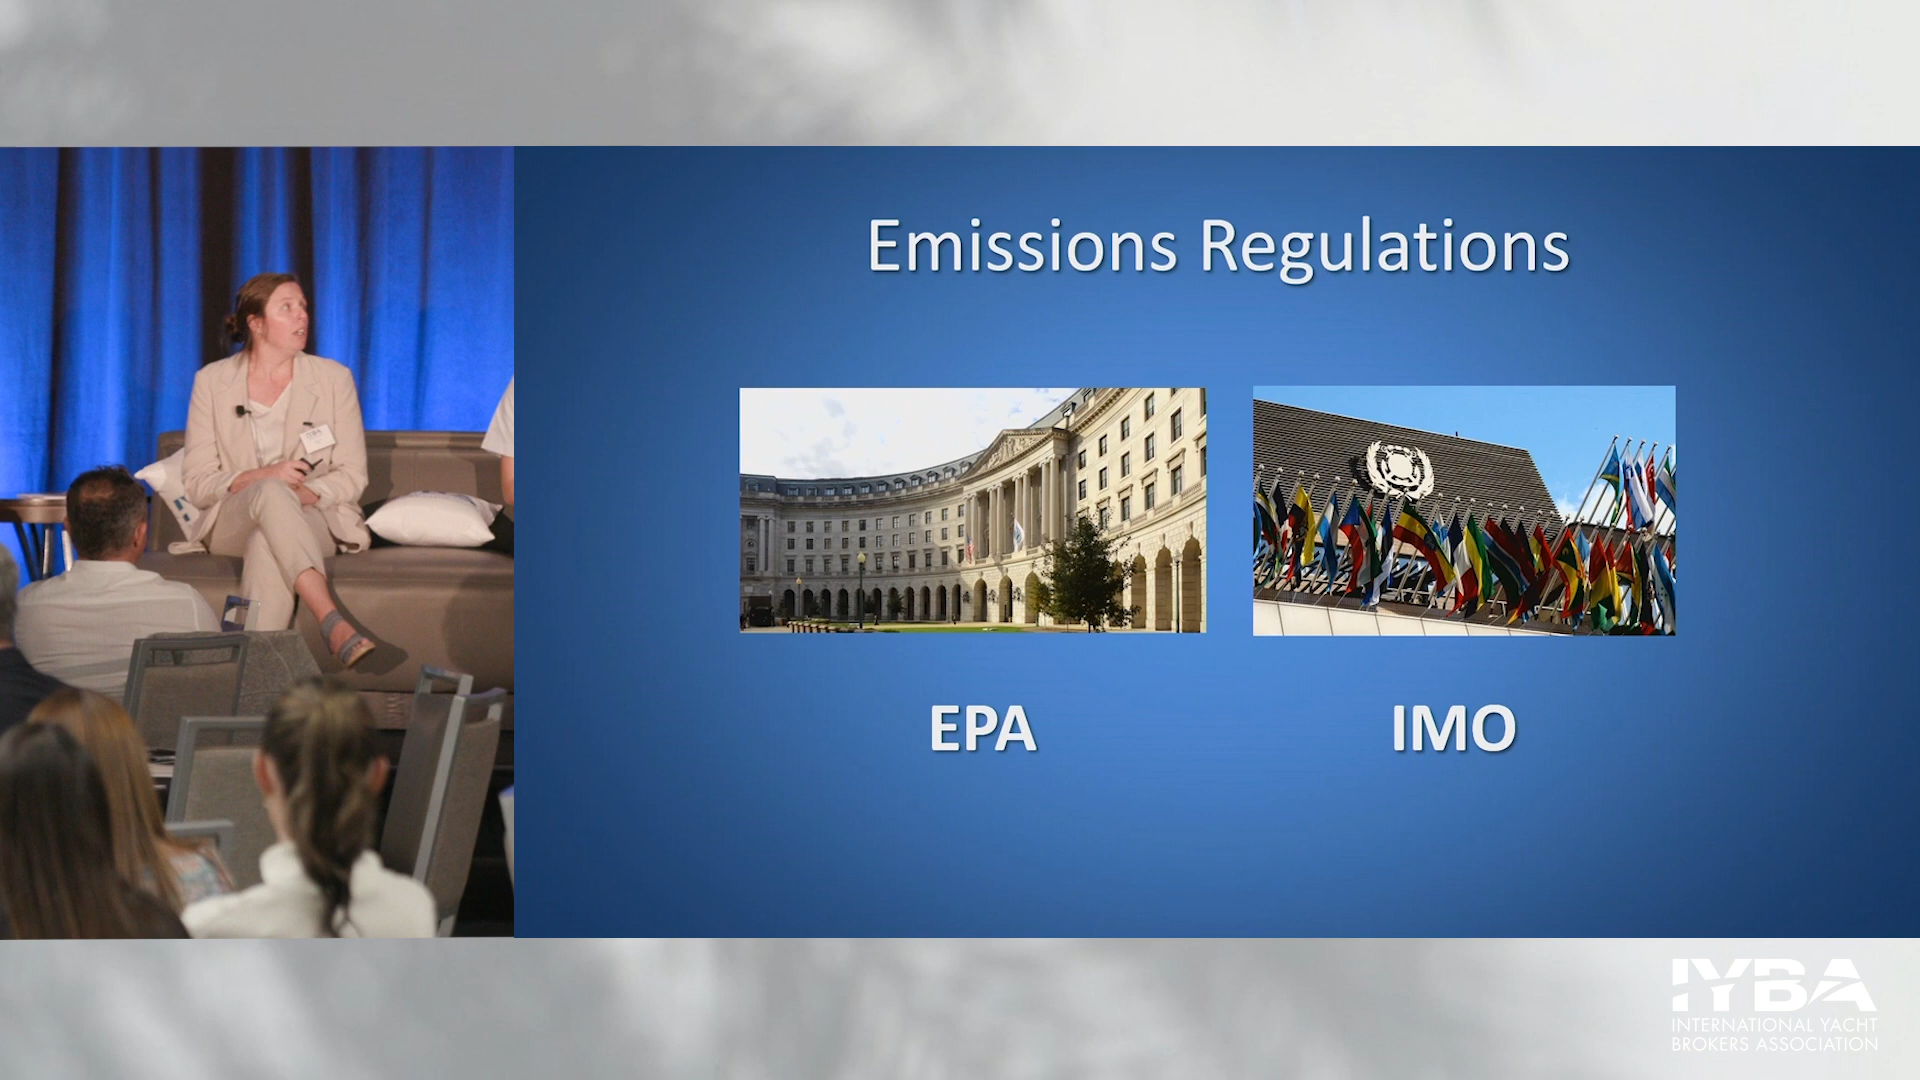 Emissions Regulations
EPA
IMO
IYBA
INTERNATIONAL YACHT
BROKERS ASSOCIATION